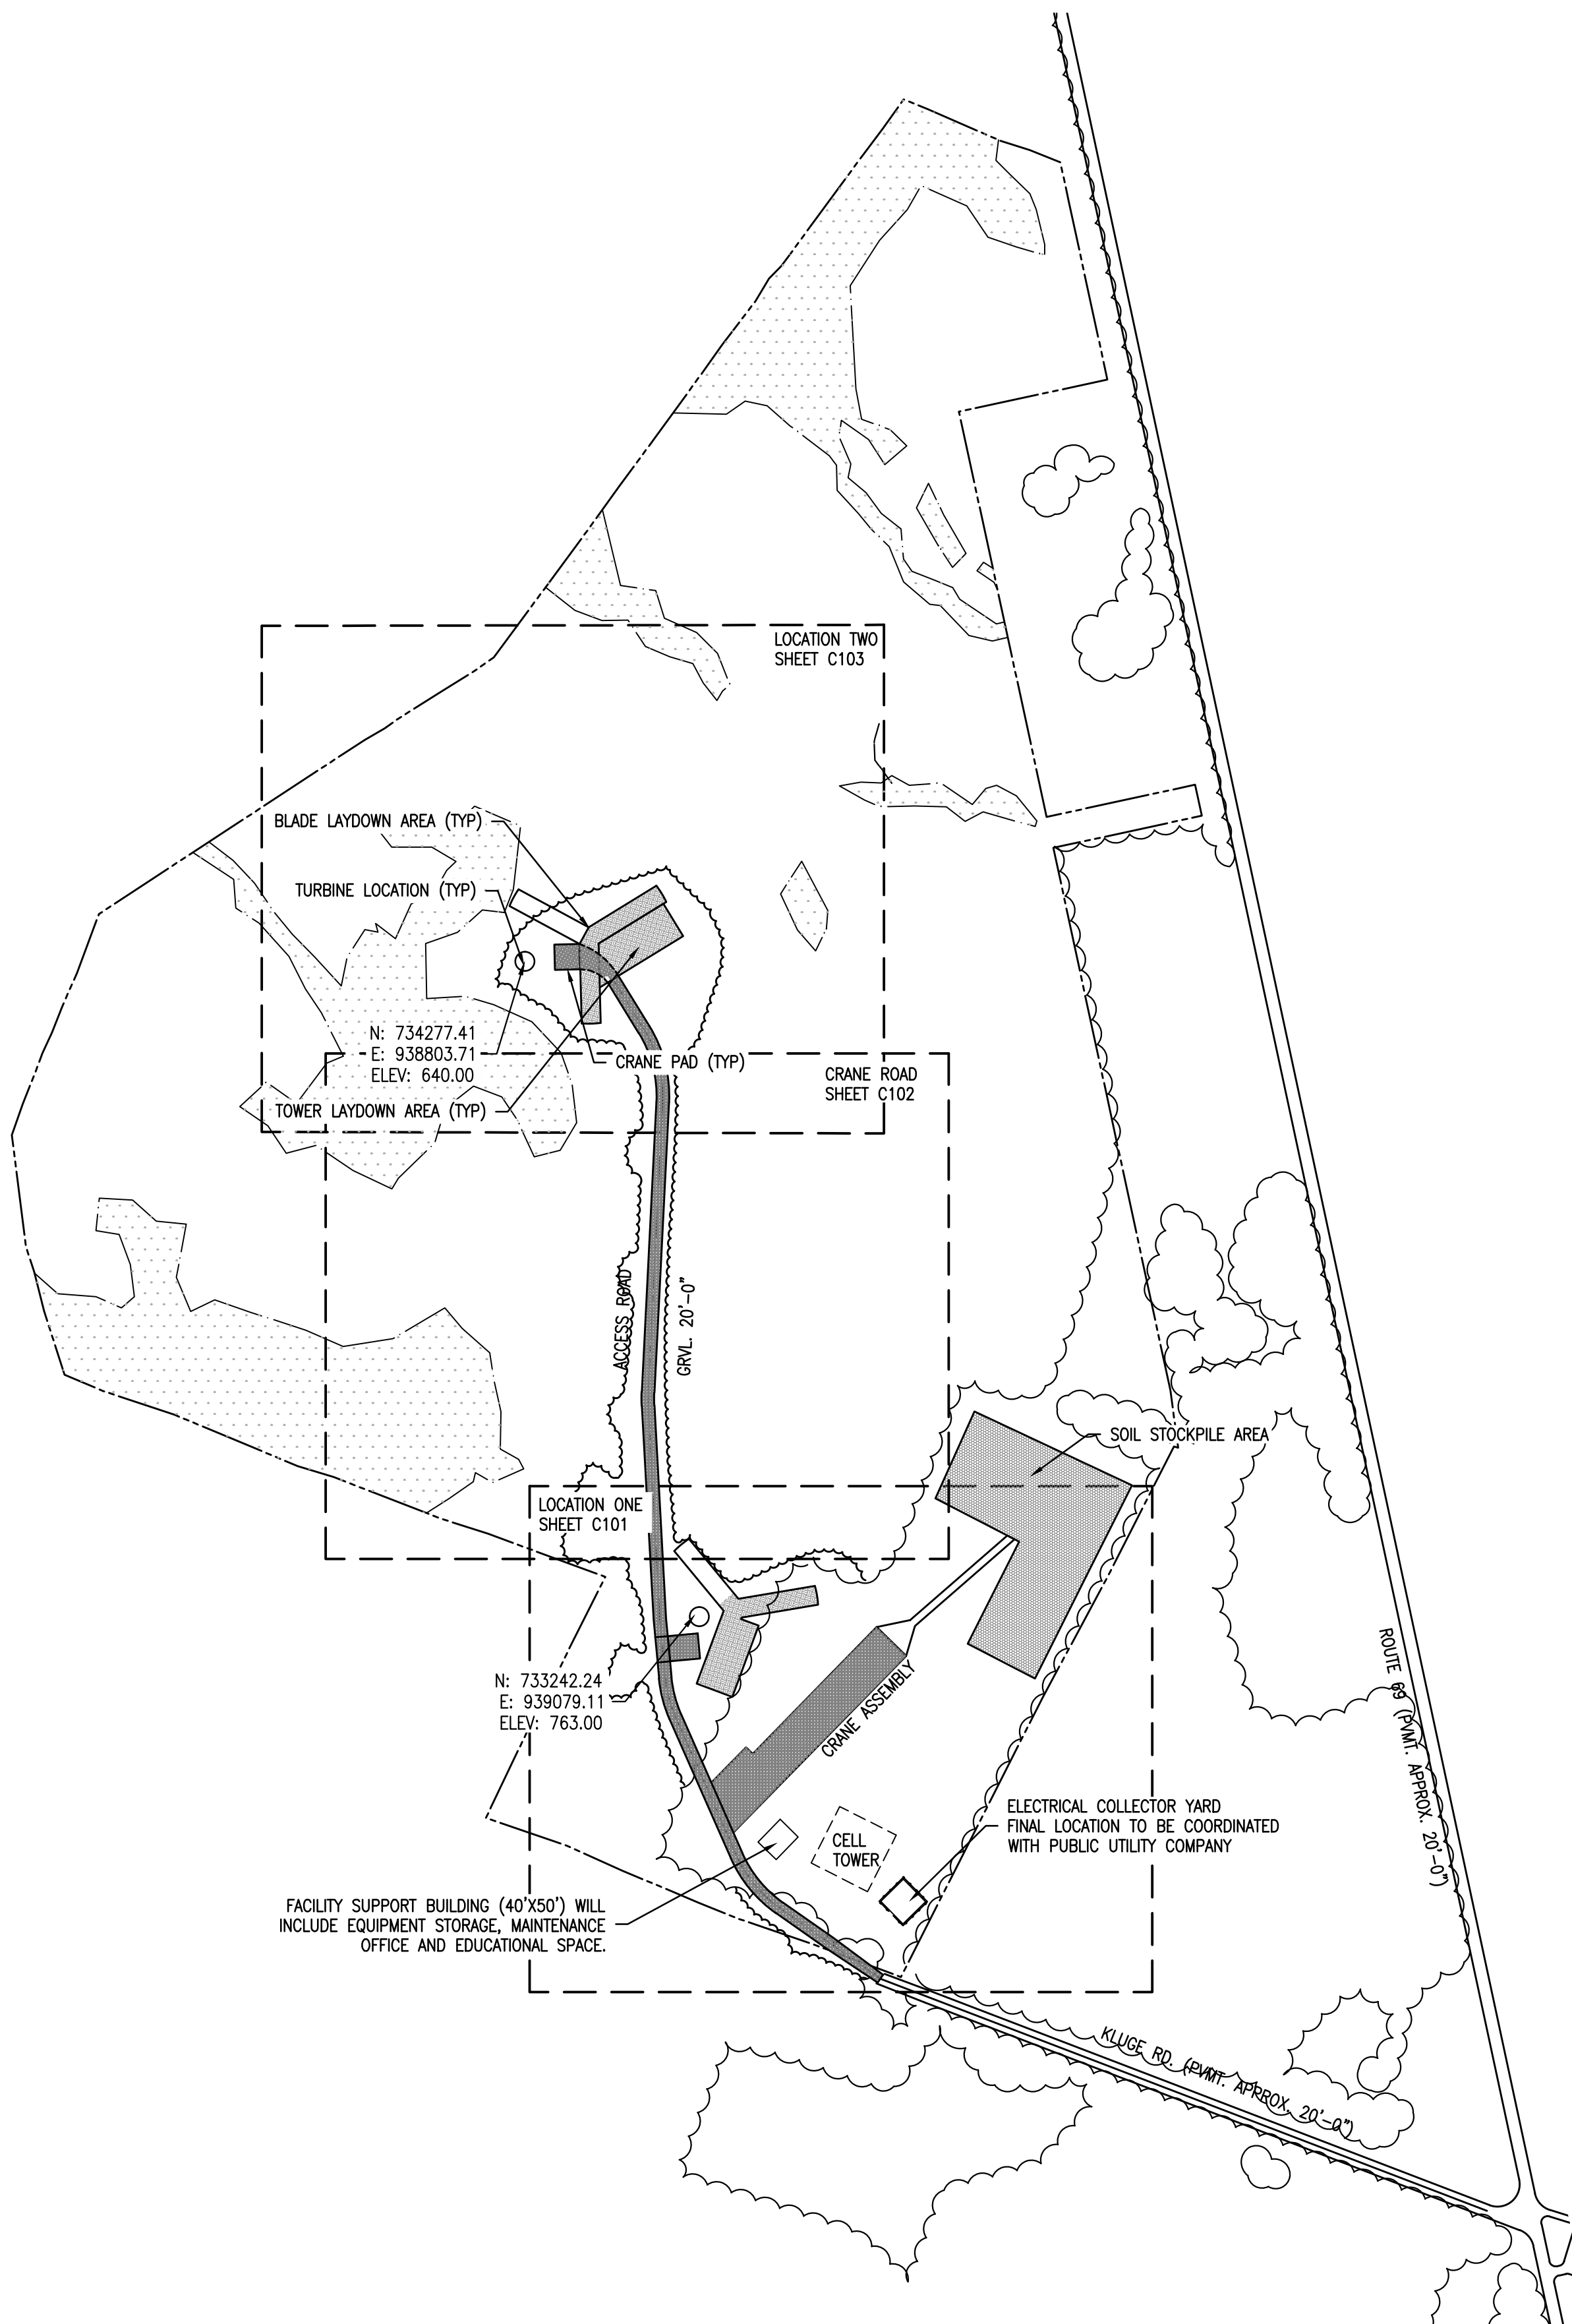 LOCATION TWO
SHEET C103
BLADE LAYDOWN AREA (TYP)
TURBINE LOCATION (TYP)
N: 734277.41
E: 938803.71
ELEV: 640.00
CRANE PAD (TYP)
CRANE ROAD
SHEET C102
TOWER LAYDOWN AREA (TYP)
ACCESS ROAD
GRVL. 20'-0"
SOIL STOCKPILE AREA
LOCATION ONE
SHEET C101
N: 733242.24
E: 939079.11
ELEV: 763.00
CRANE ASSEMBLY
ROUTE 69 (PVMT. APPROX. 20'-0")
ELECTRICAL COLLECTOR YARD
FINAL LOCATION TO BE COORDINATED
WITH PUBLIC UTILITY COMPANY
CELL
TOWER
FACILITY SUPPORT BUILDING (40'X50') WILL
INCLUDE EQUIPMENT STORAGE, MAINTENANCE
OFFICE AND EDUCATIONAL SPACE.
KLUGE RD. (PVMT. APPROX. 20'-0")